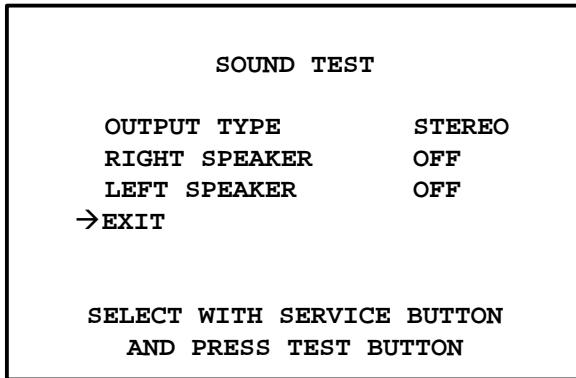 SOUND TEST
OUTPUT TYPE STEREO
RIGHT SPEAKER OFF
LEFT SPEAKER OFF
→EXIT
SELECT WITH SERVICE BUTTON
AND PRESS TEST BUTTON